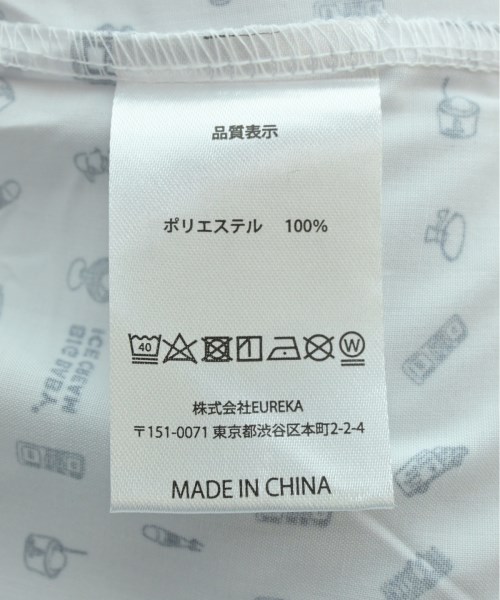 品質表示
ポリエステル 100%
40
W
株式会社EUREKA
〒151-0071 東京都渋谷区本町2-2-4
MADE IN CHINA
ICE CREAM
BIG BABY